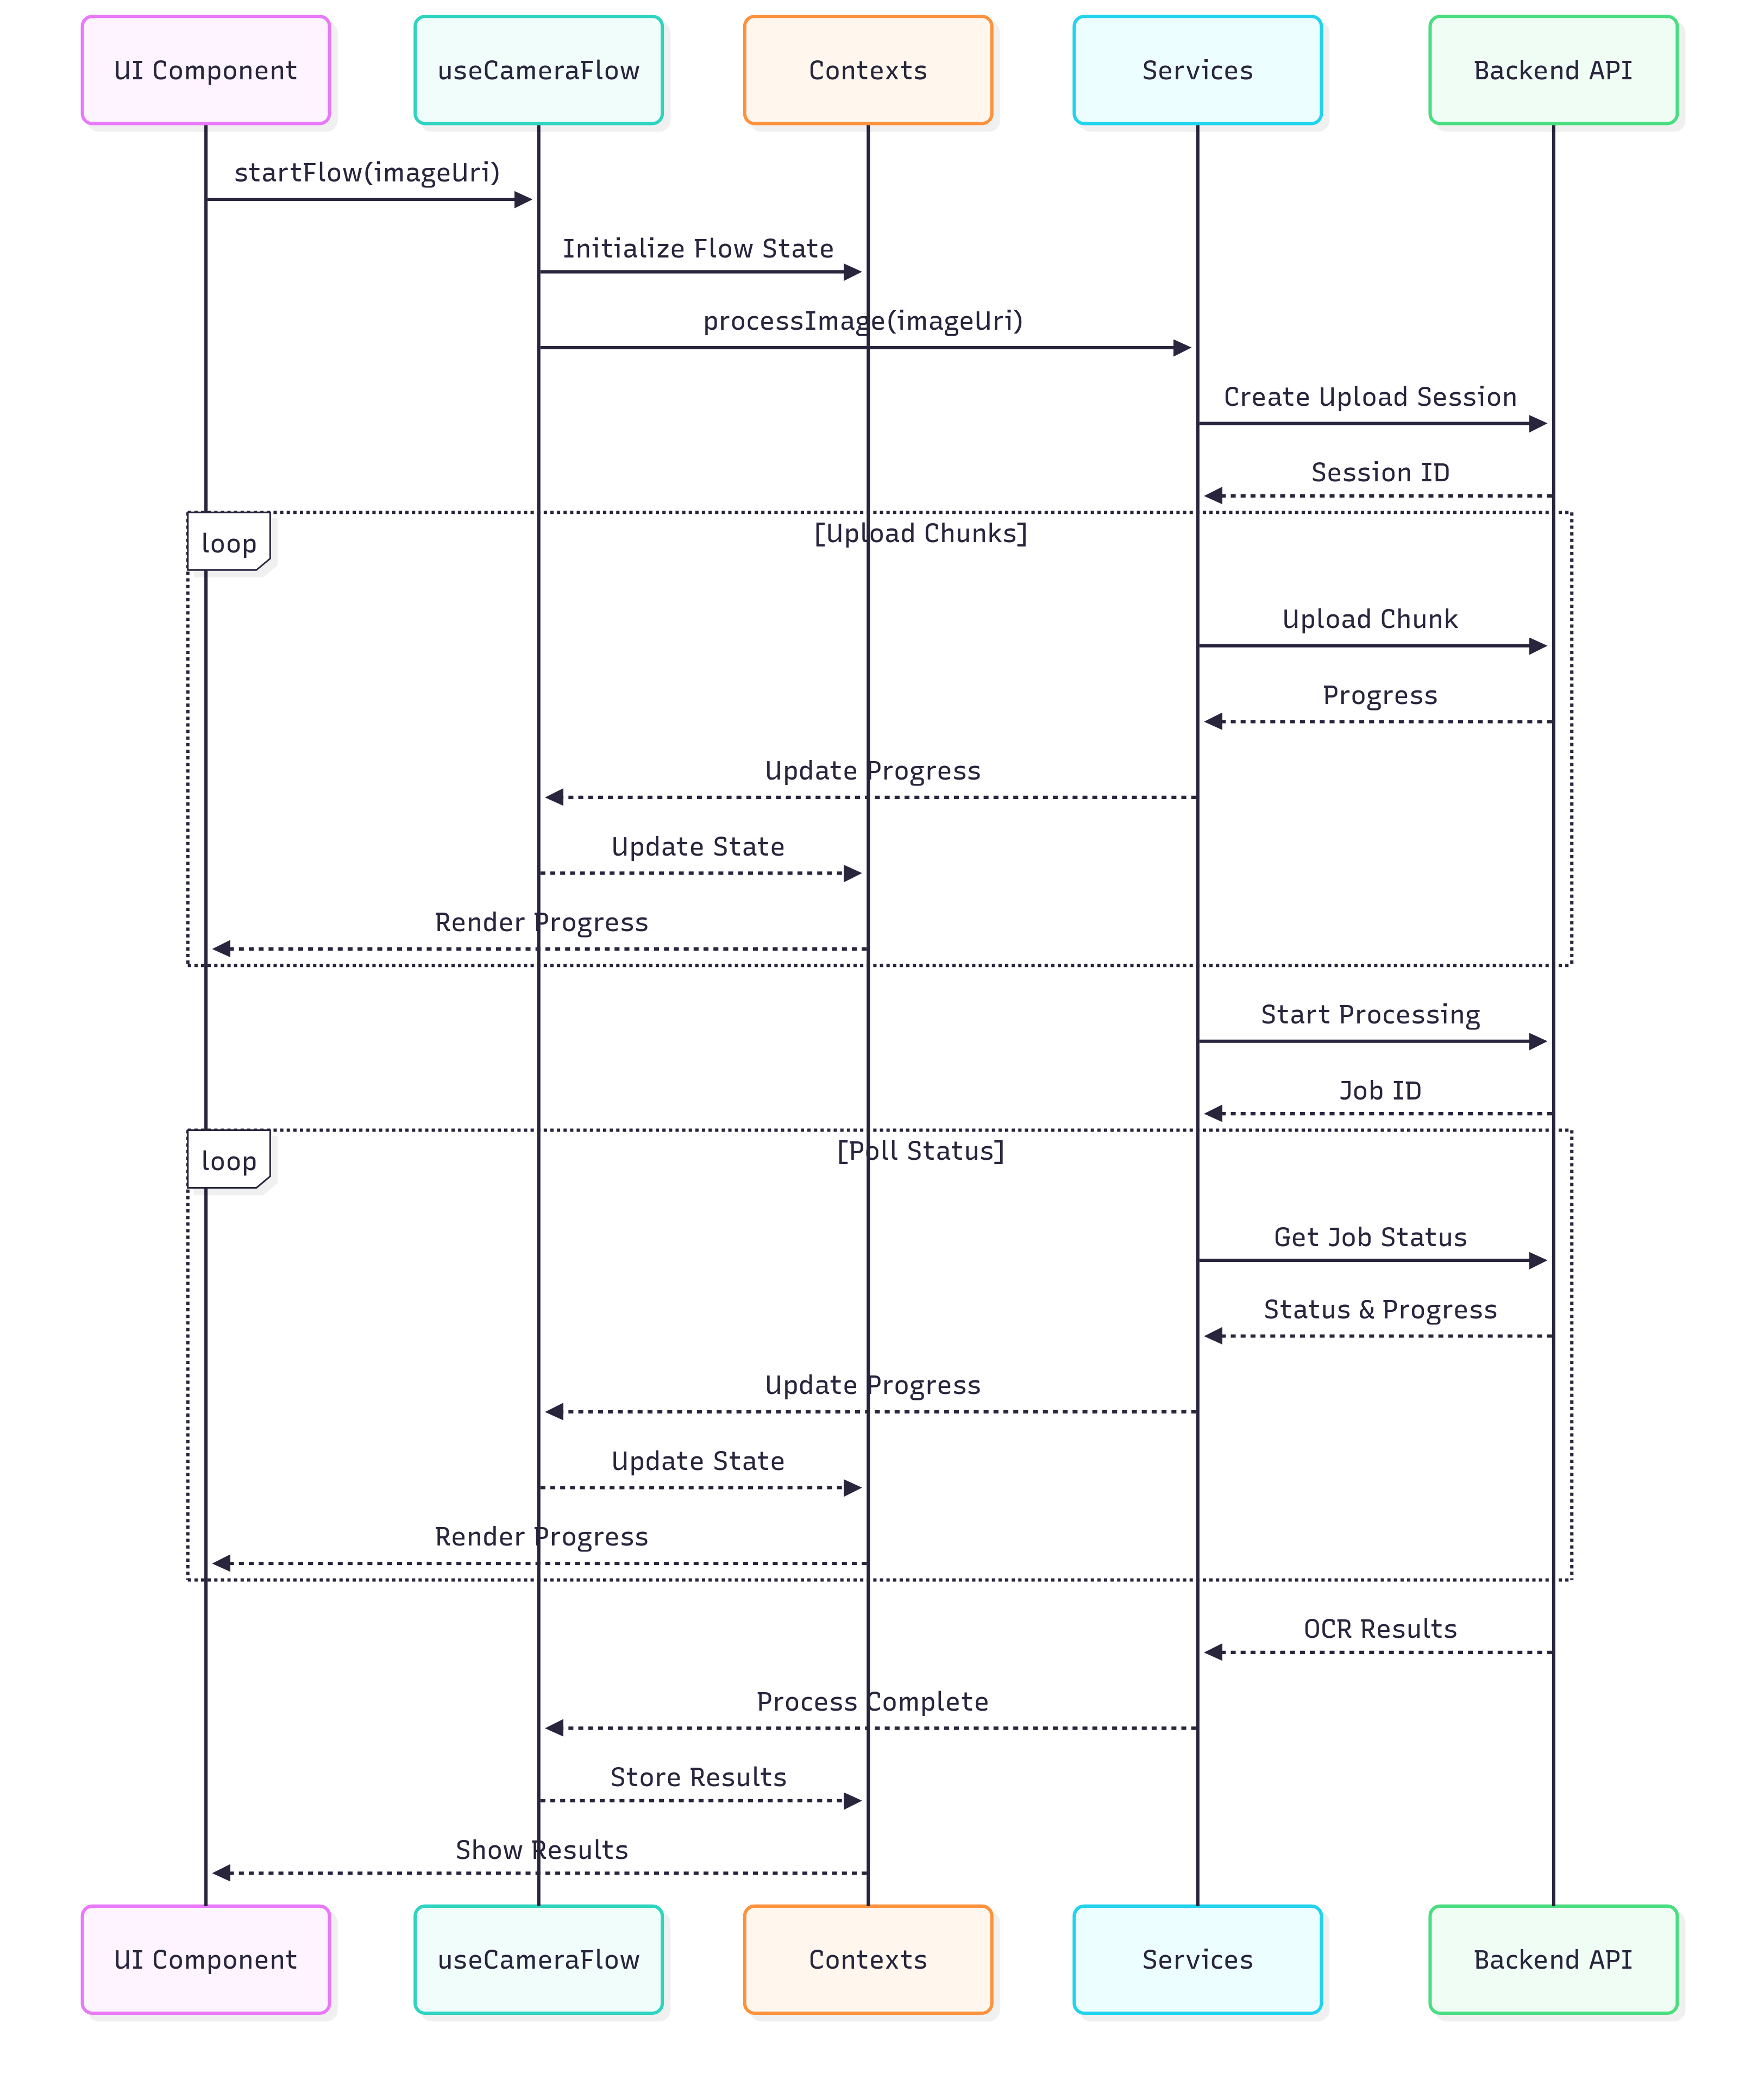 UI Component
useCameraFlow
Contexts
Services
Backend API
startFlow(imageUri)
Initialize Flow State
processImage(imageUri)
Create Upload Session
Session ID
loop
[Upload Chunks]
Upload Chunk
Progress
Update Progress
Update State
Render Progress
Start Processing
Job ID
loop
[Poll Status]
Get Job Status
Status & Progress
Update Progress
Update State
Render Progress
OCR Results
Process Complete
Store Results
Show Results
UI Component
useCameraFlow
Contexts
Services
Backend API